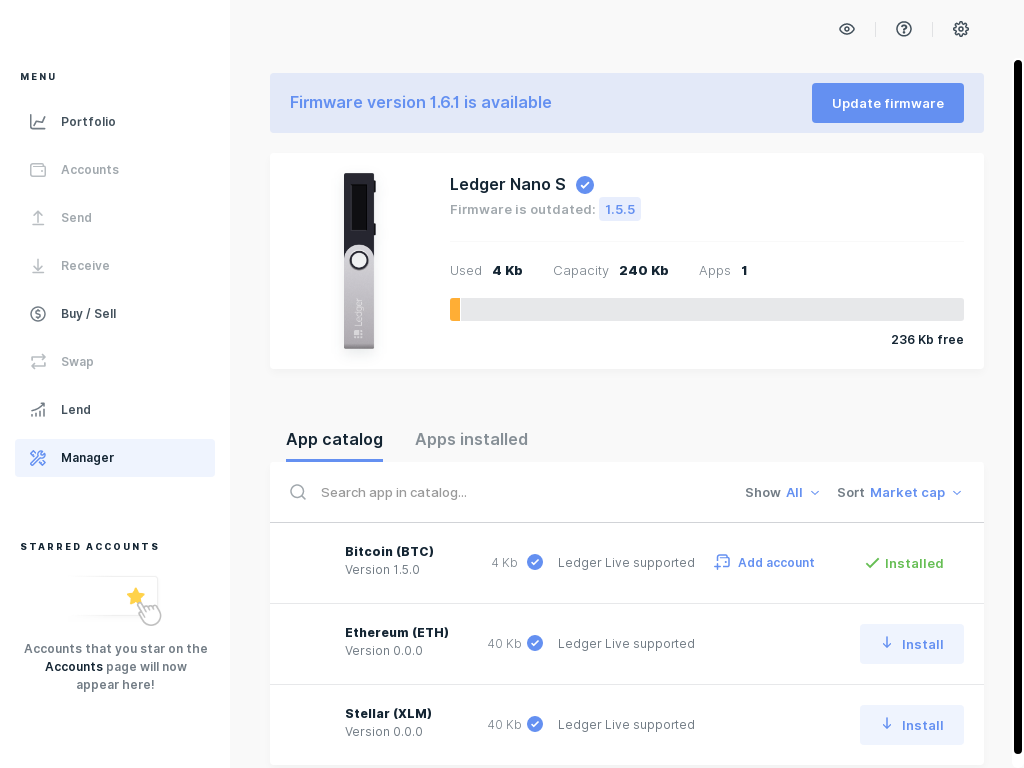 MENU
Portfolio
Accounts
Send
Receive
Buy / Sell
Swap
Lend
Manager
STARRED ACCOUNTS
Accounts that you star on the
Accounts page will now
appear here!
Firmware version 1.6.1 is available
Update firmware
Ledger
Ledger Nano S
Firmware is outdated: 1.5.5
Used 4 Kb Capacity 240 Kb Apps 1
236 Kb free
App catalog Apps installed
Search app in catalog... Show All Sort Market cap
Bitcoin (BTC)
Version 1.5.0
4 Kb Ledger Live supported Add account Installed
Ethereum (ETH)
Version 0.0.0
40 Kb Ledger Live supported Install
Stellar (XLM)
Version 0.0.0
40 Kb Ledger Live supported Install